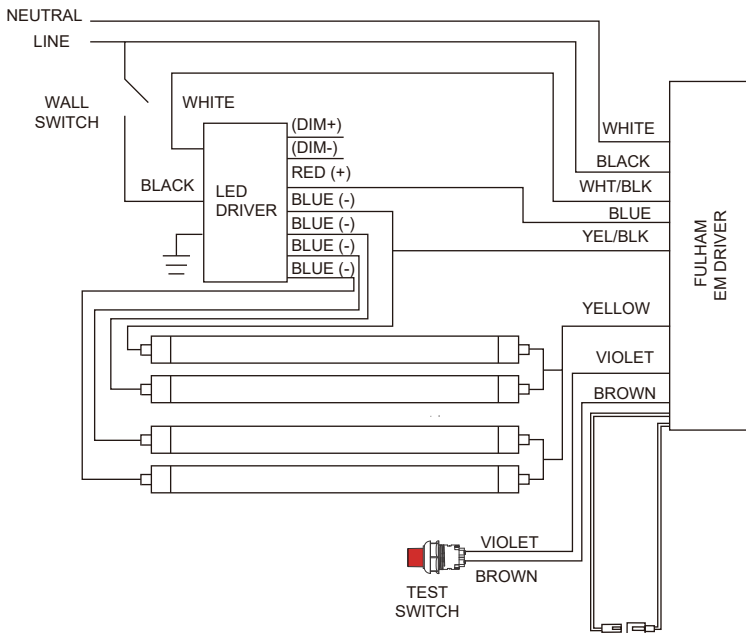 NEUTRAL
LINE
WALL
SWITCH
WHITE
BLACK
LED
DRIVER
(DIM+)
(DIM-)
RED (+)
BLUE (-)
BLUE (-)
BLUE (-)
BLUE (-)
WHITE
BLACK
WHT/BLK
BLUE
YEL/BLK
YELLOW
VIOLET
BROWN
FULHAM
EM DRIVER
VIOLET
BROWN
TEST
SWITCH